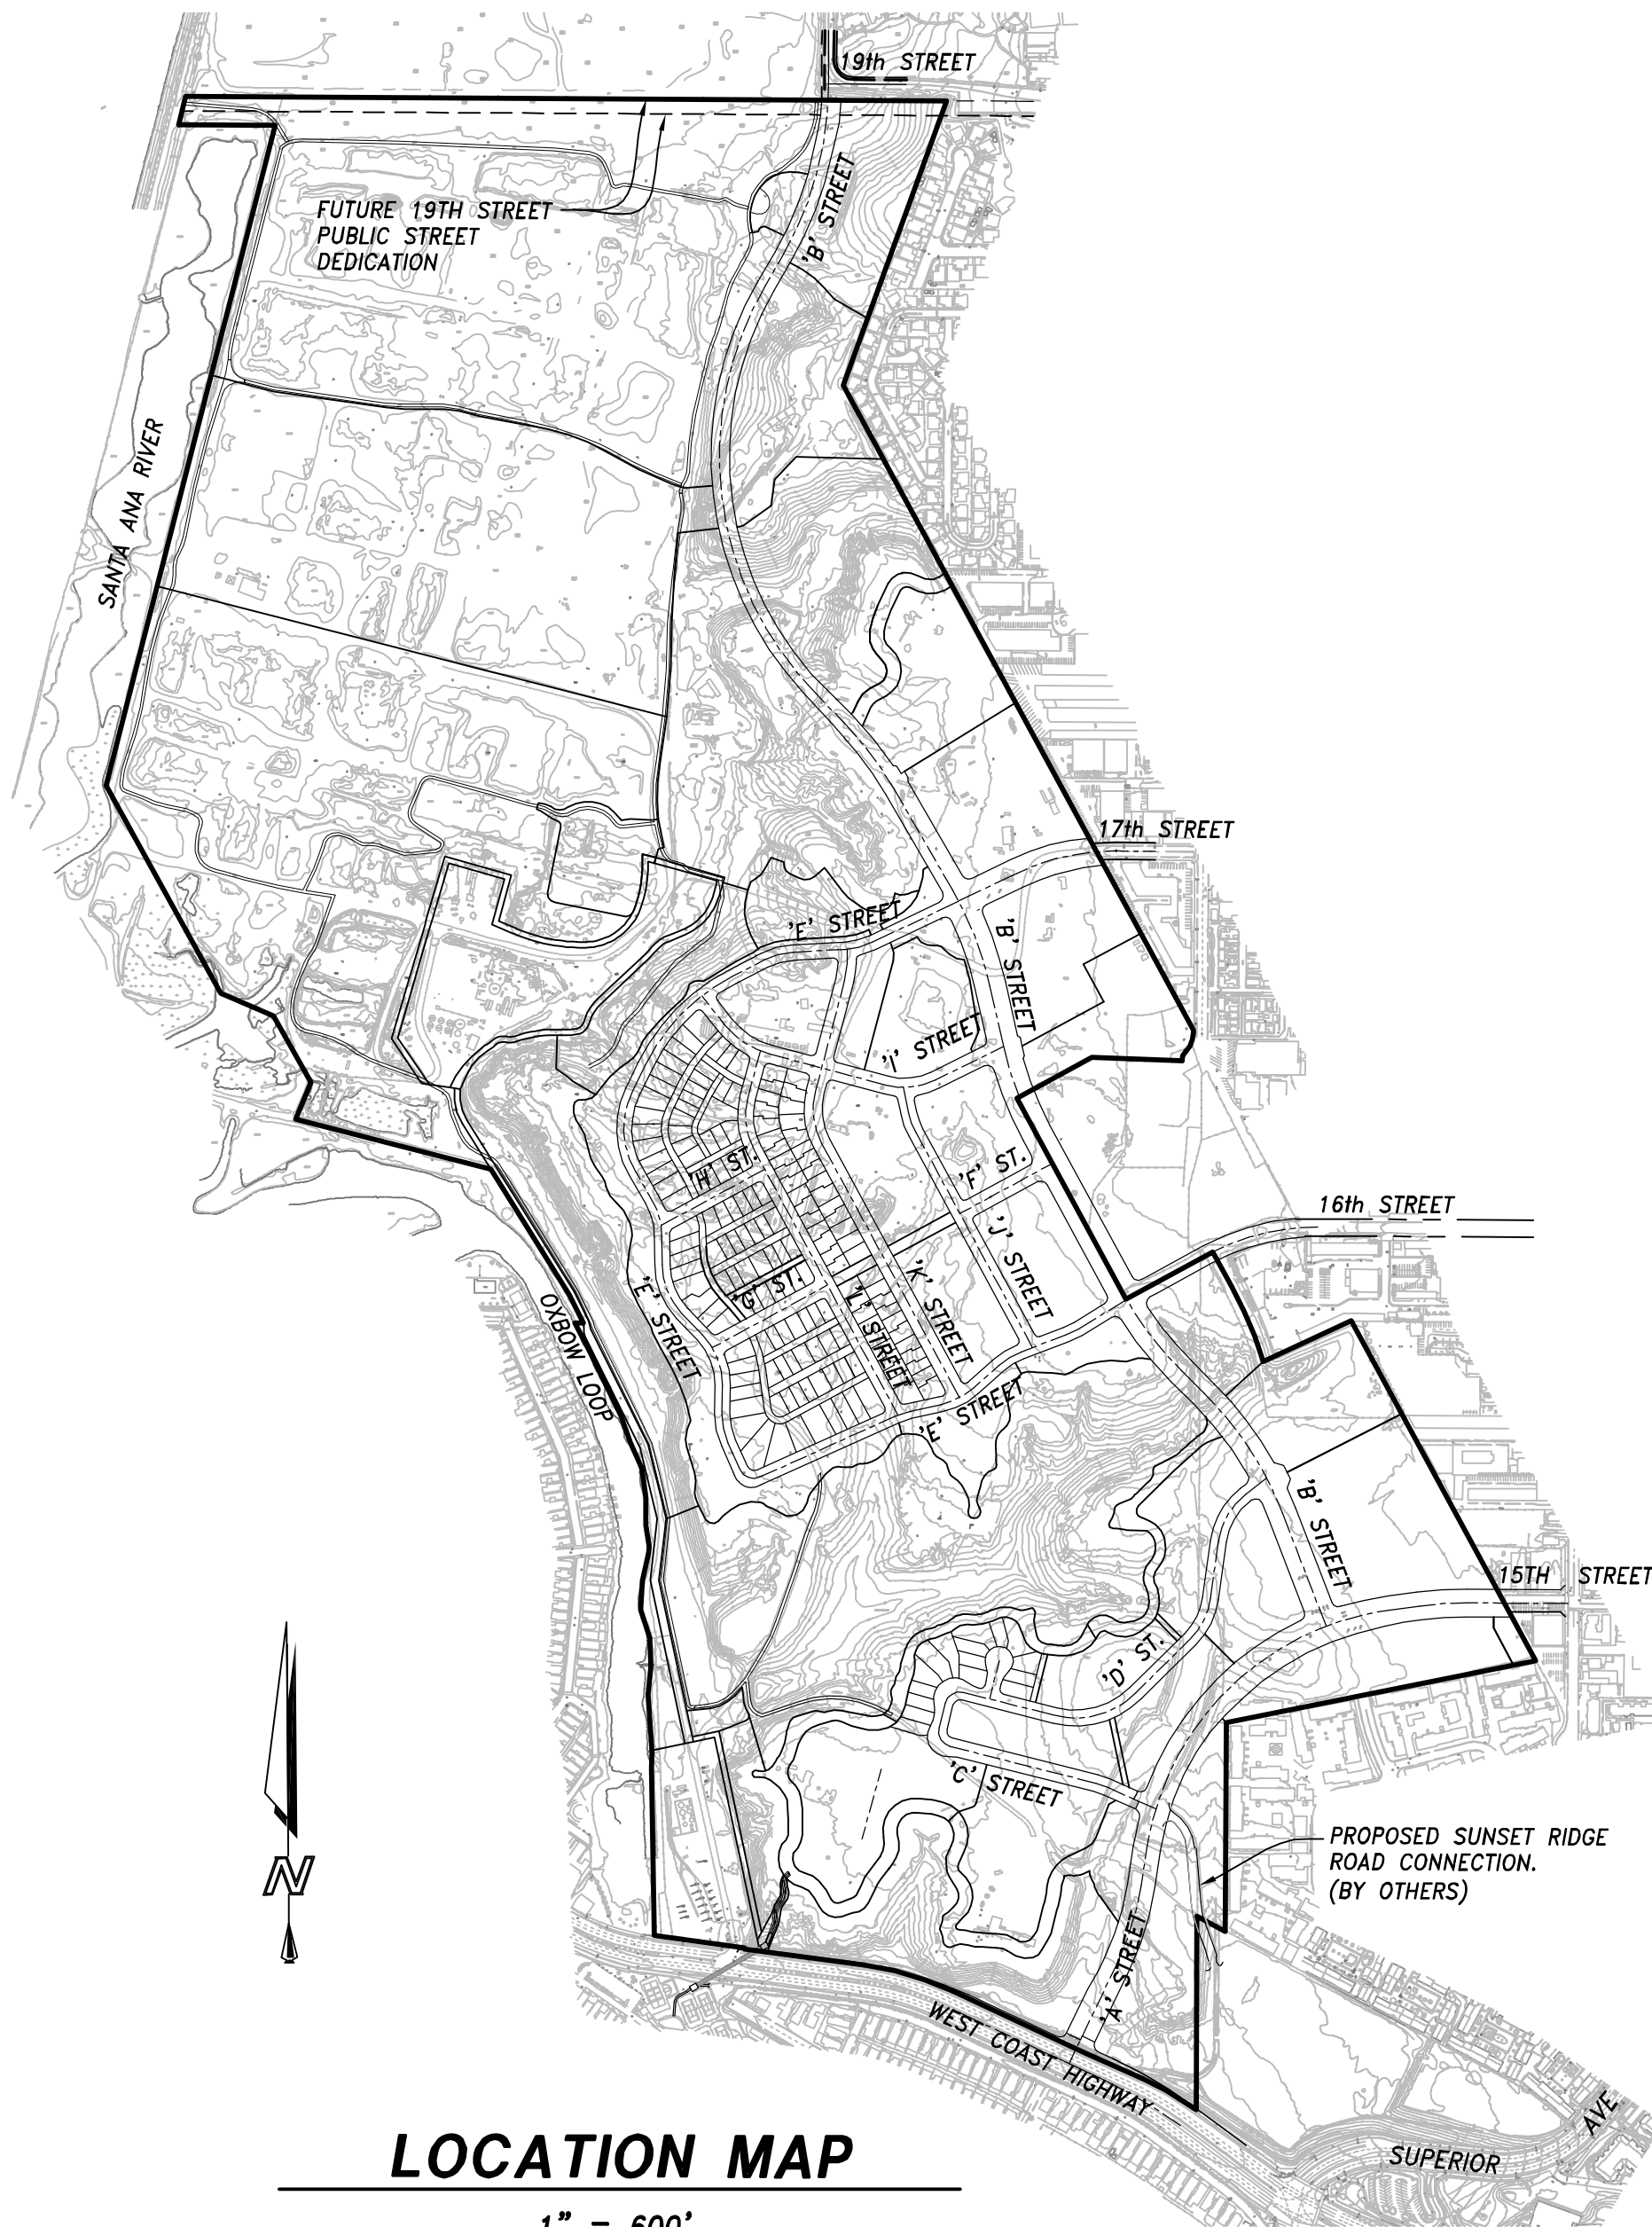 19th STREET
'B' STREET
FUTURE 19TH STREET
PUBLIC STREET
DEDICATION
SANTA ANA RIVER
17th STREET
'E' STREET
'B' STREET
'I' STREET
'H' ST.
'F' ST.
16th STREET
'J' STREET
'G' ST.
'K' STREET
'E' STREET
'L' STREET
OXBOW LOOP
'E' STREET
'B' STREET
15TH STREET
'D' ST.
'C' STREET
PROPOSED SUNSET RIDGE
ROAD CONNECTION.
(BY OTHERS)
N
'A' STREET
WEST COAST HIGHWAY
SUPERIOR AVE
LOCATION MAP
1" = 600'